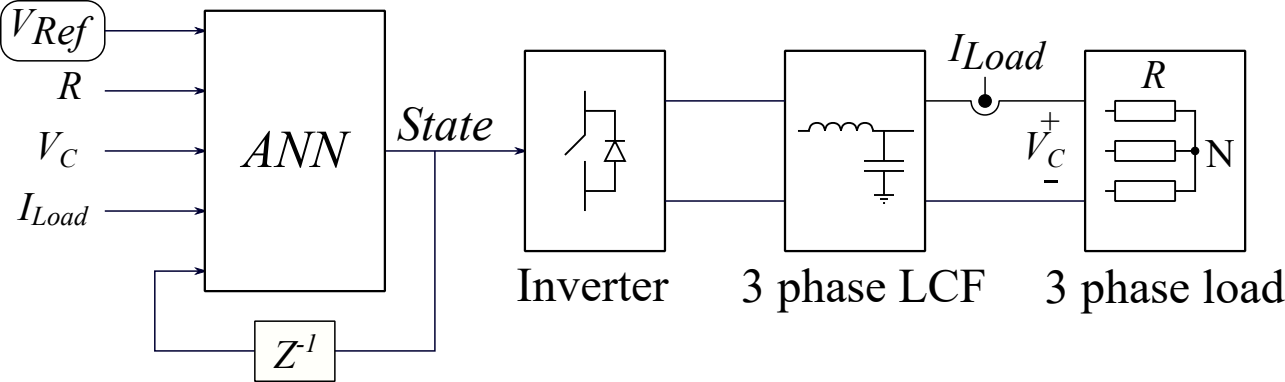 V_Ref
R
V_C
I_Load
ANN
State
Z^-1
Inverter
3 phase LCF
I_Load
+
V_C
-
R
N
3 phase load